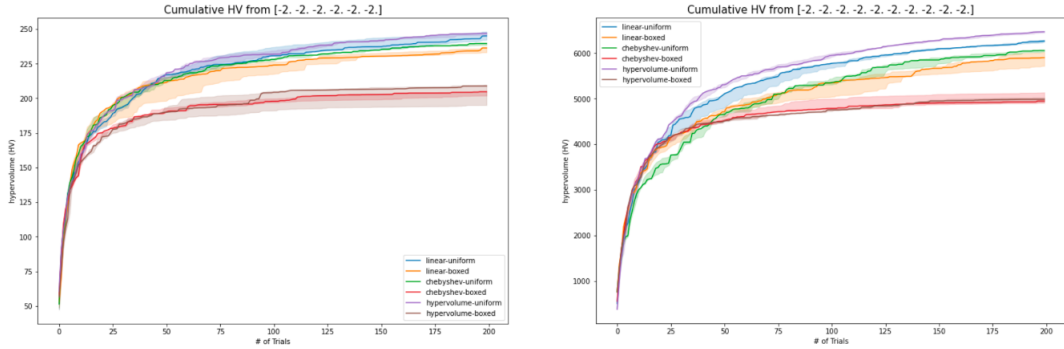 Cumulative HV from [-2. -2. -2. -2. -2. -2.]
hypervolume (HV)
250
225
200
175
150
125
100
75
50
0
25
50
75
100
125
150
175
200
# of Trials
linear-uniform
linear-boxed
chebyshev-uniform
chebyshev-boxed
hypervolume-uniform
hypervolume-boxed
Cumulative HV from [-2. -2. -2. -2. -2. -2. -2. -2. -2. -2.]
linear-uniform
linear-boxed
chebyshev-uniform
chebyshev-boxed
hypervolume-uniform
hypervolume-boxed
hypervolume (HV)
6000
5000
4000
3000
2000
1000
0
25
50
75
100
125
150
175
200
# of Trials